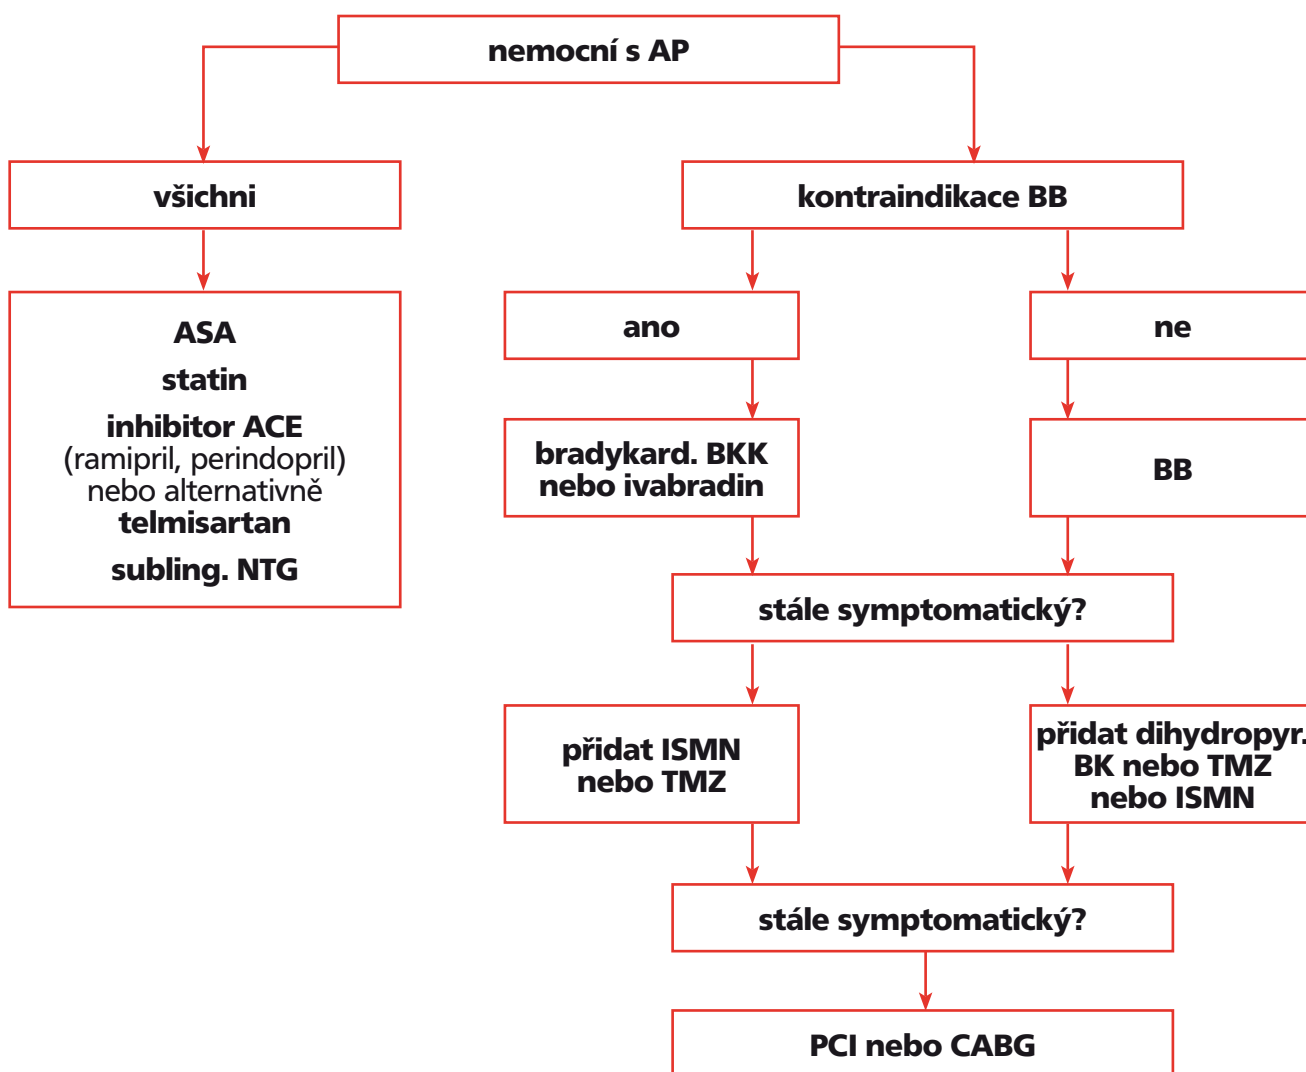 nemocní s AP
všichni
kontraindikace BB
ASA
statin
inhibitor ACE
(ramipril, perindopril)
nebo alternativně
telmisartan
subling. NTG
ano
ne
bradykard. BKK
nebo ivabradin
BB
stále symptomatický?
přidat ISMN
nebo TMZ
přidat dihydropyr.
BK nebo TMZ
nebo ISMN
stále symptomatický?
PCI nebo CABG